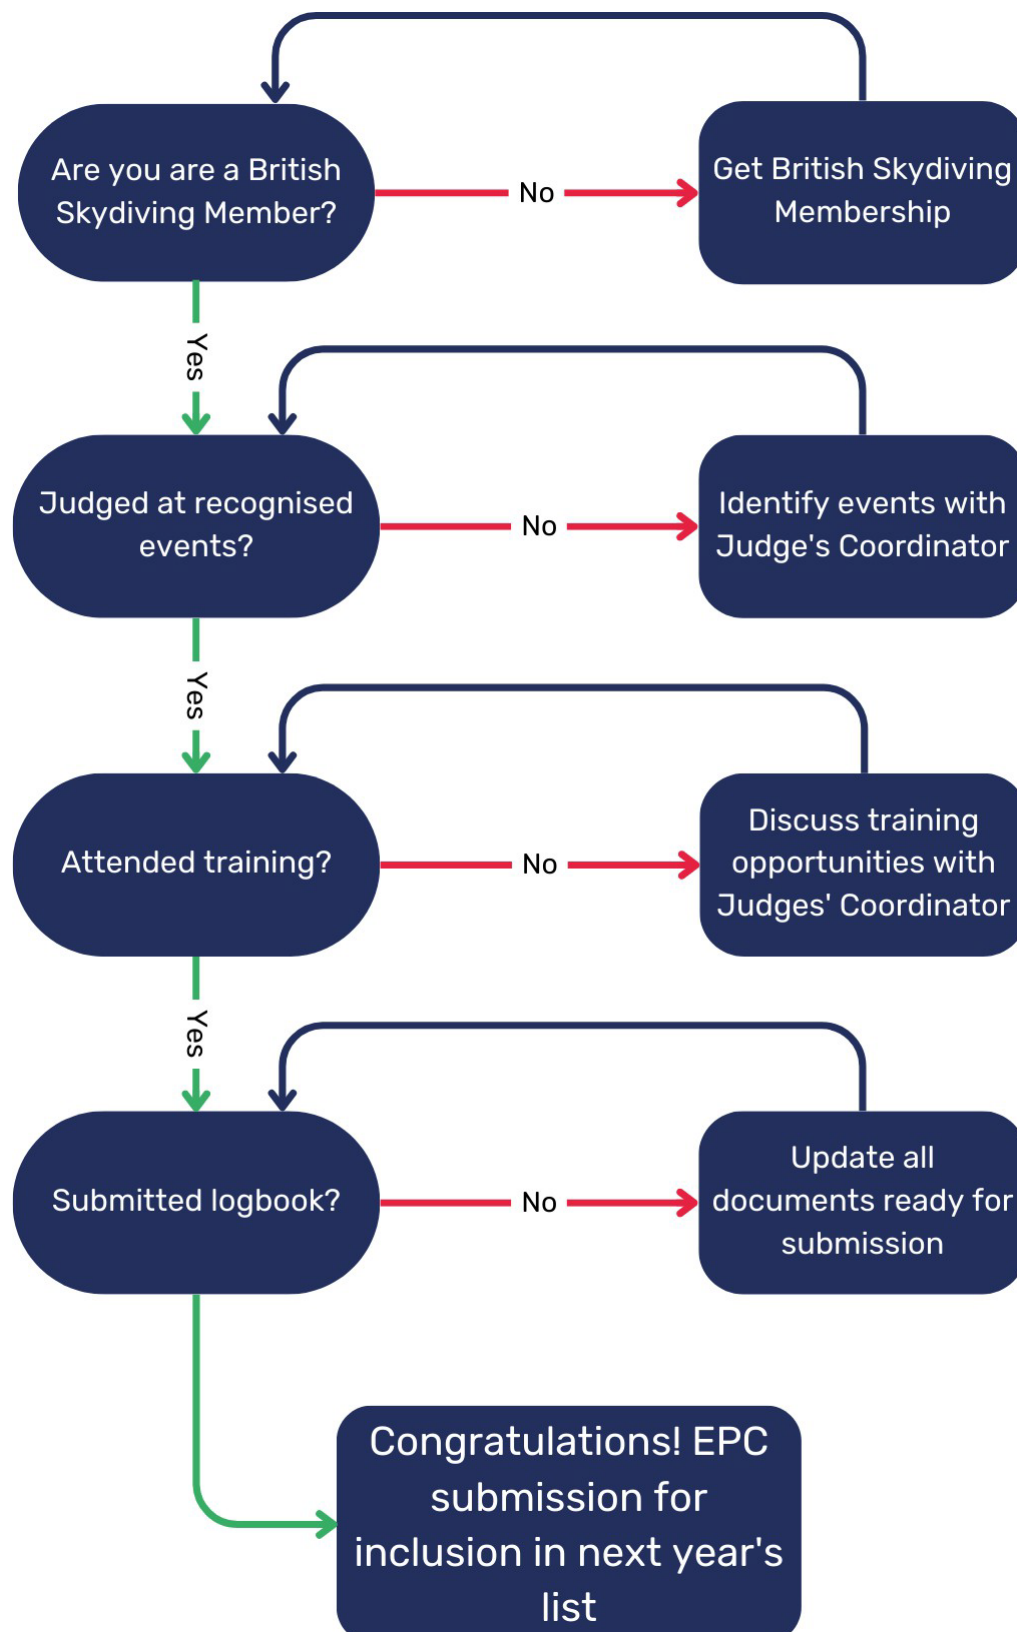 Are you are a British
Skydiving Member?
No
Get British Skydiving
Membership
Yes
Judged at recognised
events?
No
Identify events with
Judge's Coordinator
Yes
Attended training?
No
Discuss training
opportunities with
Judges' Coordinator
Yes
Submitted logbook?
No
Update all
documents ready for
submission
Congratulations! EPC
submission for
inclusion in next year's
list